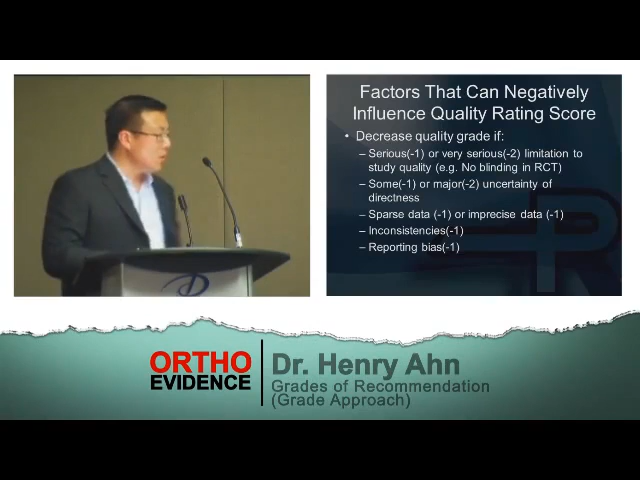 Factors That Can Negatively
Influence Quality Rating Score
• Decrease quality grade if:
– Serious(-1) or very serious(-2) limitation to
study quality (e.g. No blinding in RCT)
– Some(-1) or major(-2) uncertainty of
directness
– Sparse data (-1) or imprecise data (-1)
– Inconsistencies(-1)
– Reporting bias(-1)
ORTHO
EVIDENCE
Dr. Henry Ahn
Grades of Recommendation
(Grade Approach)